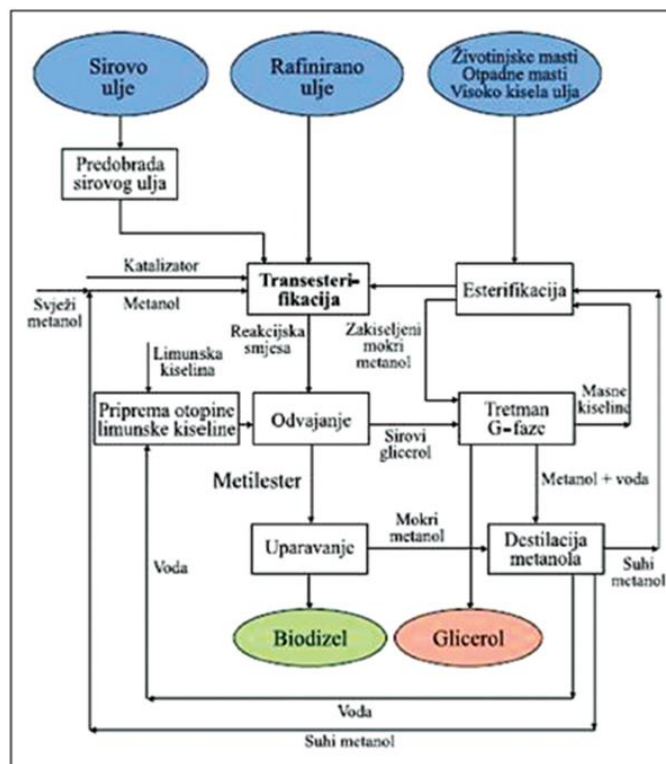 Sirovo
ulje
Rafinirano
ulje
Životinjske masti
Otpadne masti
Visoko kisela ulja
Predobrada
sirovog ulja
Katalizator
Svježi
metanol
Metanol
Transesteri-
fikacija
Esterifikacija
Reakcijska
smjesa
Zakiseljeni
mokri
metanol
Limunska
kiselina
Masne
kiseline
Priprema otopine
limunske kiseline
Odvajanje
Sirovi
glicerol
Tretman
G-faze
Metilester
Metanol + voda
Uparavanje
Mokri
metanol
Destilacija
metanola
Suhi
metanol
Voda
Biodizel
Glicerol
Voda
Suhi metanol